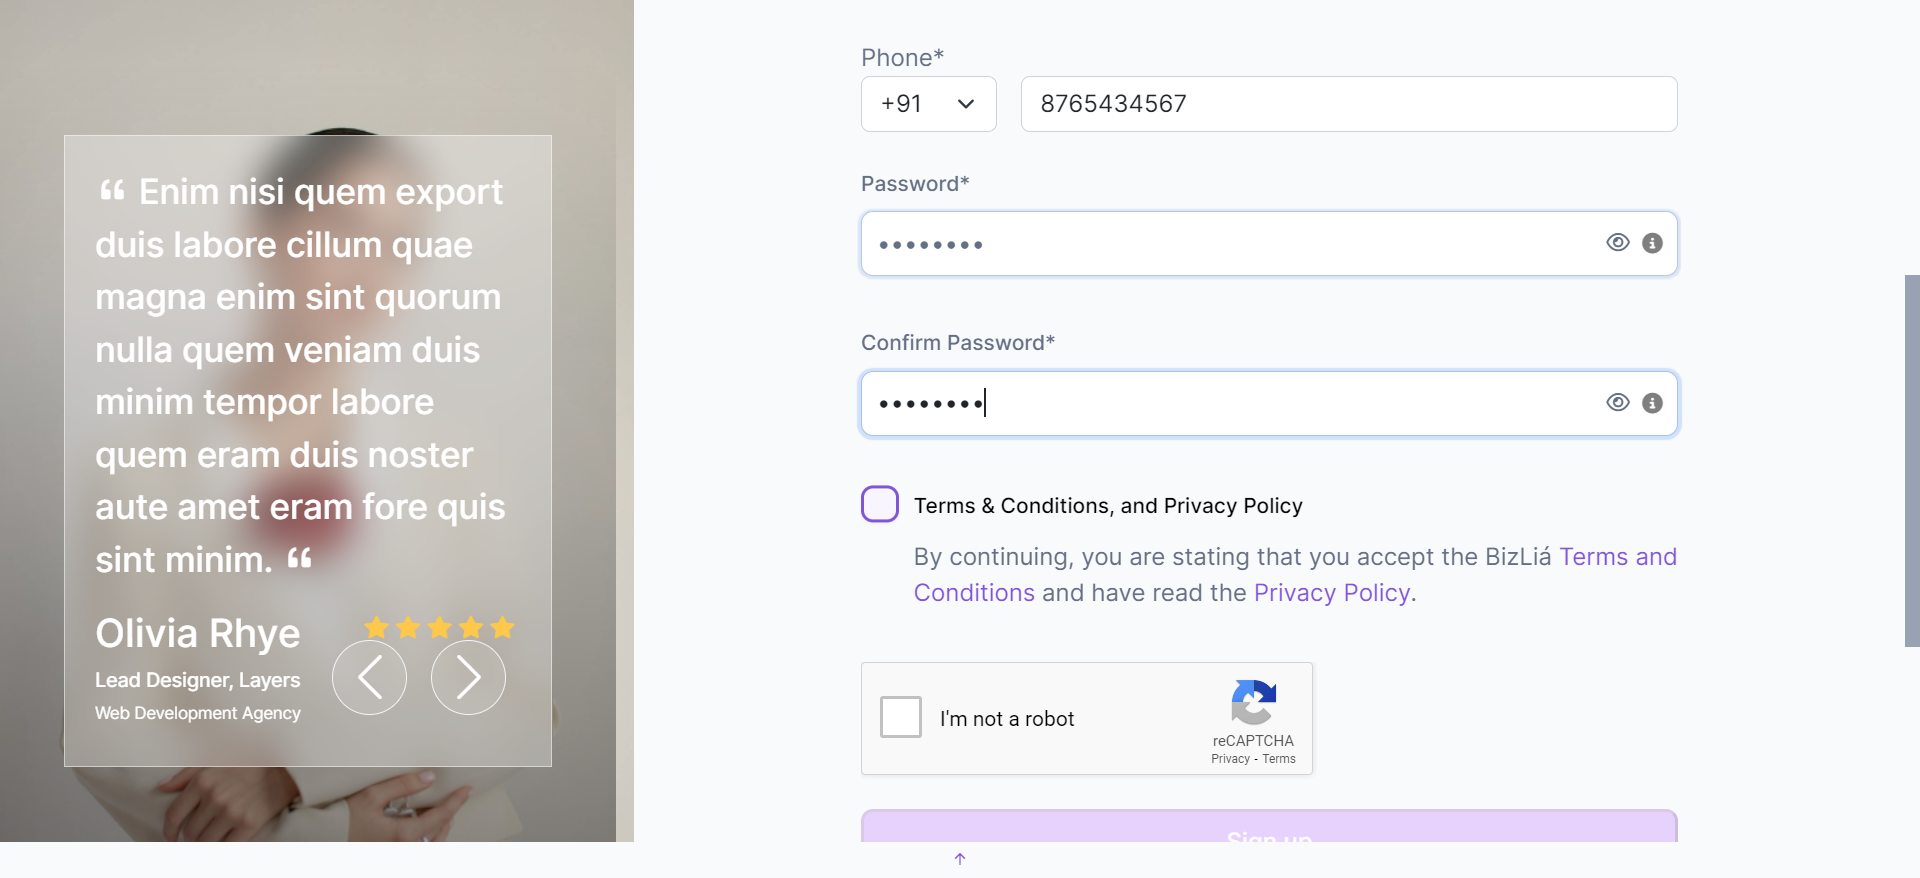 “ Enim nisi quem export
duis labore cillum quae
magna enim sint quorum
nulla quem veniam duis
minim tempor labore
quem eram duis noster
aute amet eram fore quis
sint minim. “
Olivia Rhye
Lead Designer, Layers
Web Development Agency
Phone*
+91
8765434567
Password*
••••••••
Confirm Password*
••••••••
Terms & Conditions, and Privacy Policy
By continuing, you are stating that you accept the BizLiá Terms and
Conditions and have read the Privacy Policy.
I'm not a robot
reCAPTCHA
Privacy - Terms
Sign up